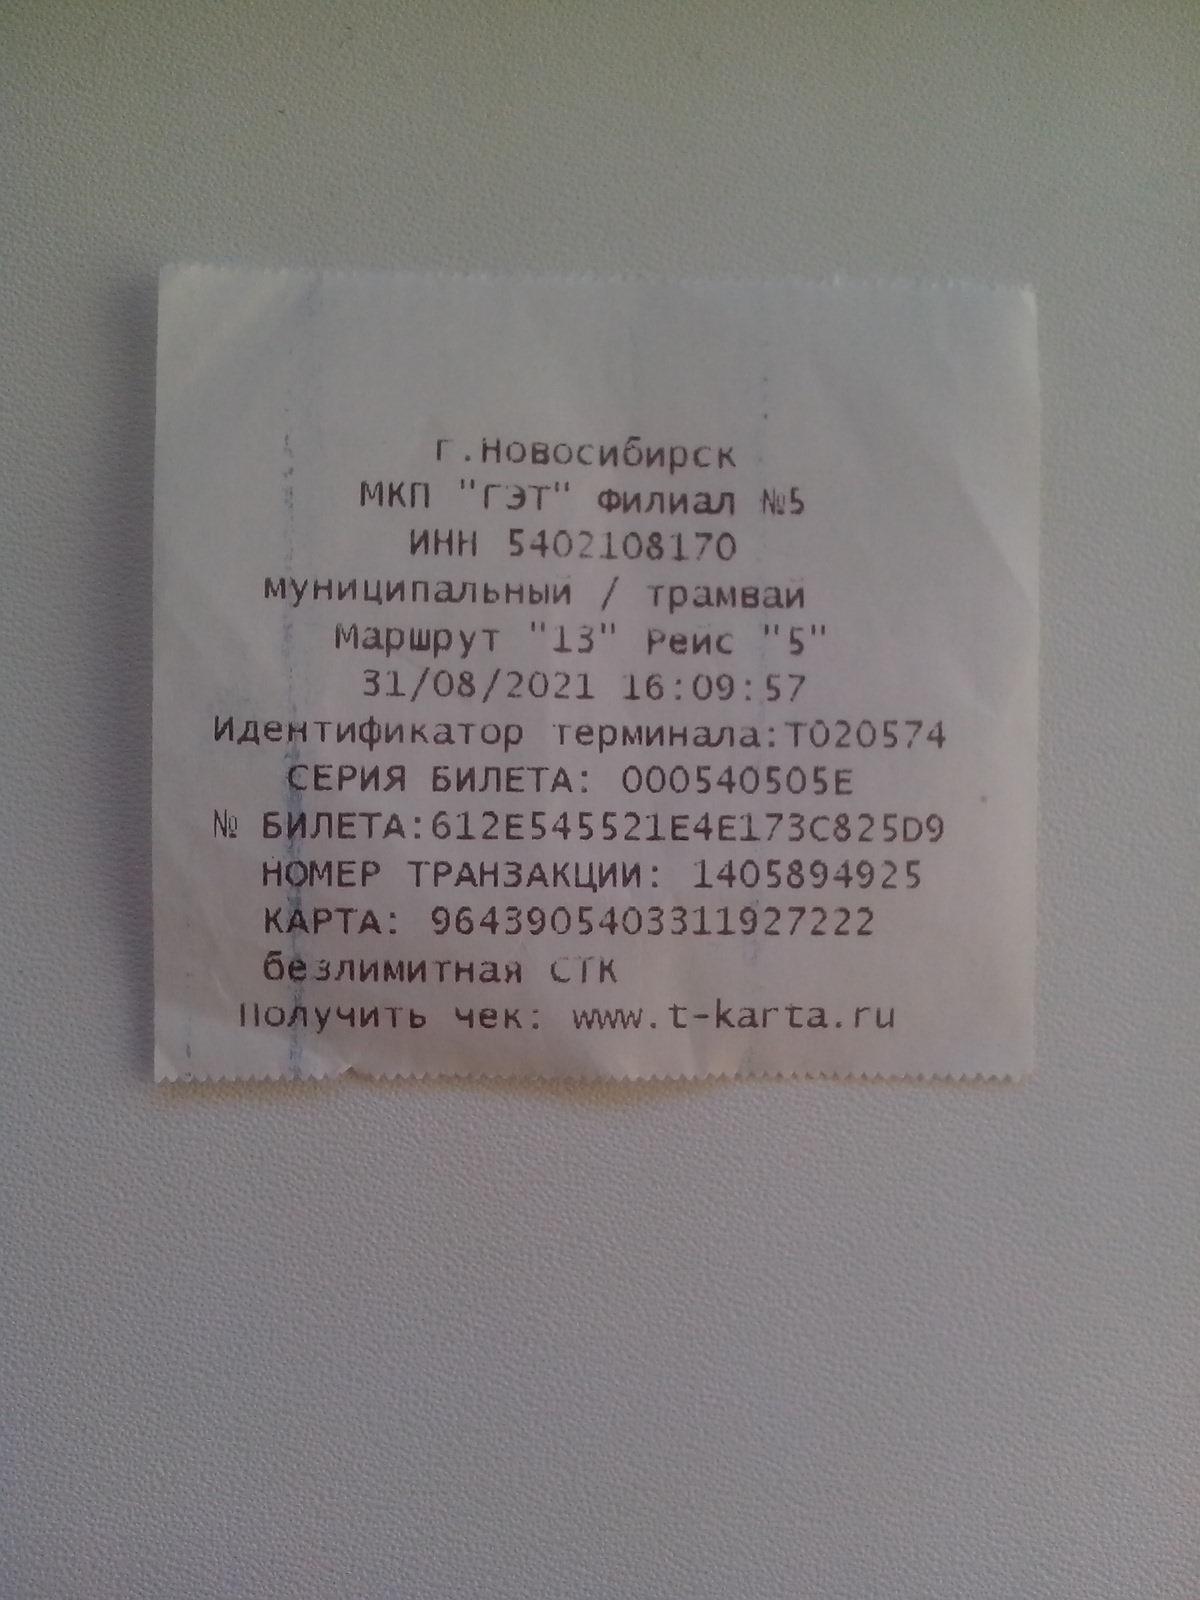 г.Новосибирск
МКП "ГЭТ" Филиал №5
ИНН 5402108170
муниципальный / трамвай
Маршрут "13" Рейс "5"
31/08/2021 16:09:57
Идентификатор терминала:T020574
СЕРИЯ БИЛЕТА: 000540505E
№ БИЛЕТА:612E545521E4E173C825D9
НОМЕР ТРАНЗАКЦИИ: 1405894925
КАРТА: 9643905403311927222
безлимитная СТК
Получить чек: www.t-karta.ru